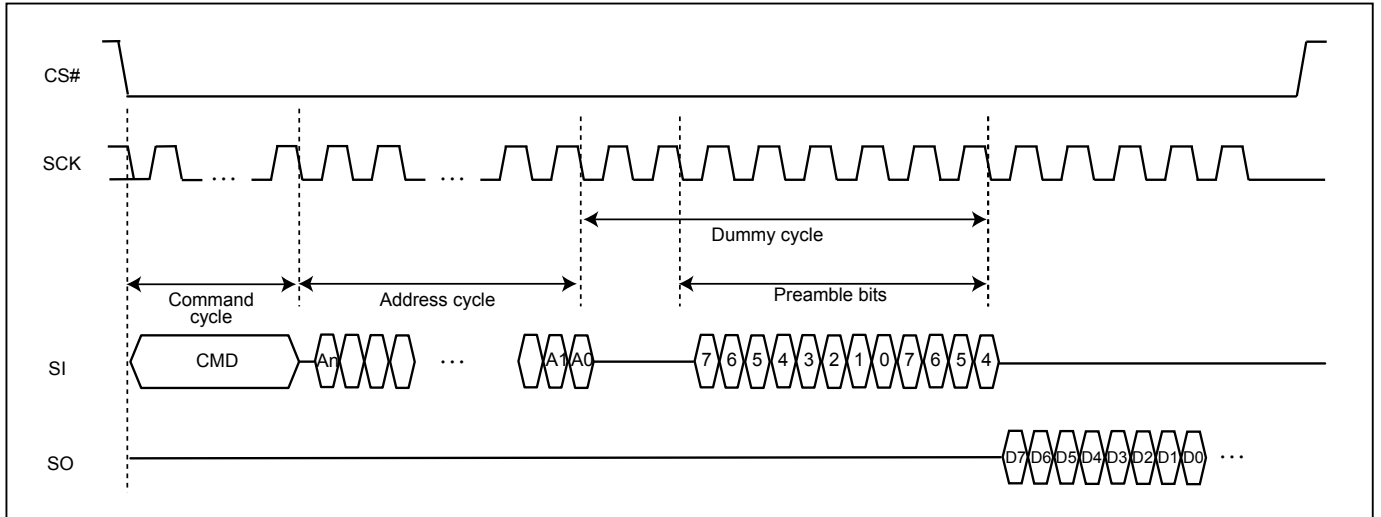 CS#
SCK
... ...
Dummy cycle
Command cycle
Address cycle
Preamble bits
SI
CMD
An
...
A1 A0
7 6 5 4 3 2 1 0 7 6 5 4
SO
D7 D6 D5 D4 D3 D2 D1 D0 ...